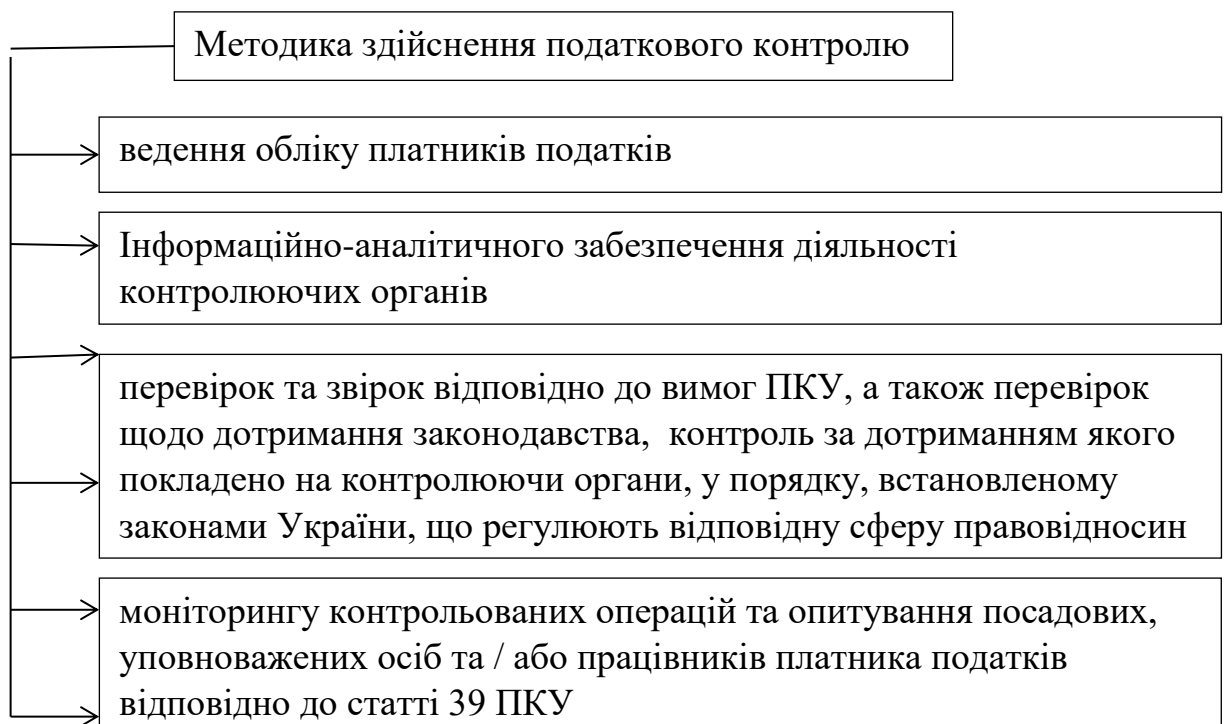 Методика здійснення податкового контролю
ведення обліку платників податків
Інформаційно-аналітичного забезпечення діяльності
контролюючих органів
перевірок та звірок відповідно до вимог ПКУ, а також перевірок
щодо дотримання законодавства, контроль за дотриманням якого
покладено на контролюючи органи, у порядку, встановленому
законами України, що регулюють відповідну сферу правовідносин
моніторингу контрольованих операцій та опитування посадових,
уповноважених осіб та / або працівників платника податків
відповідно до статті 39 ПКУ